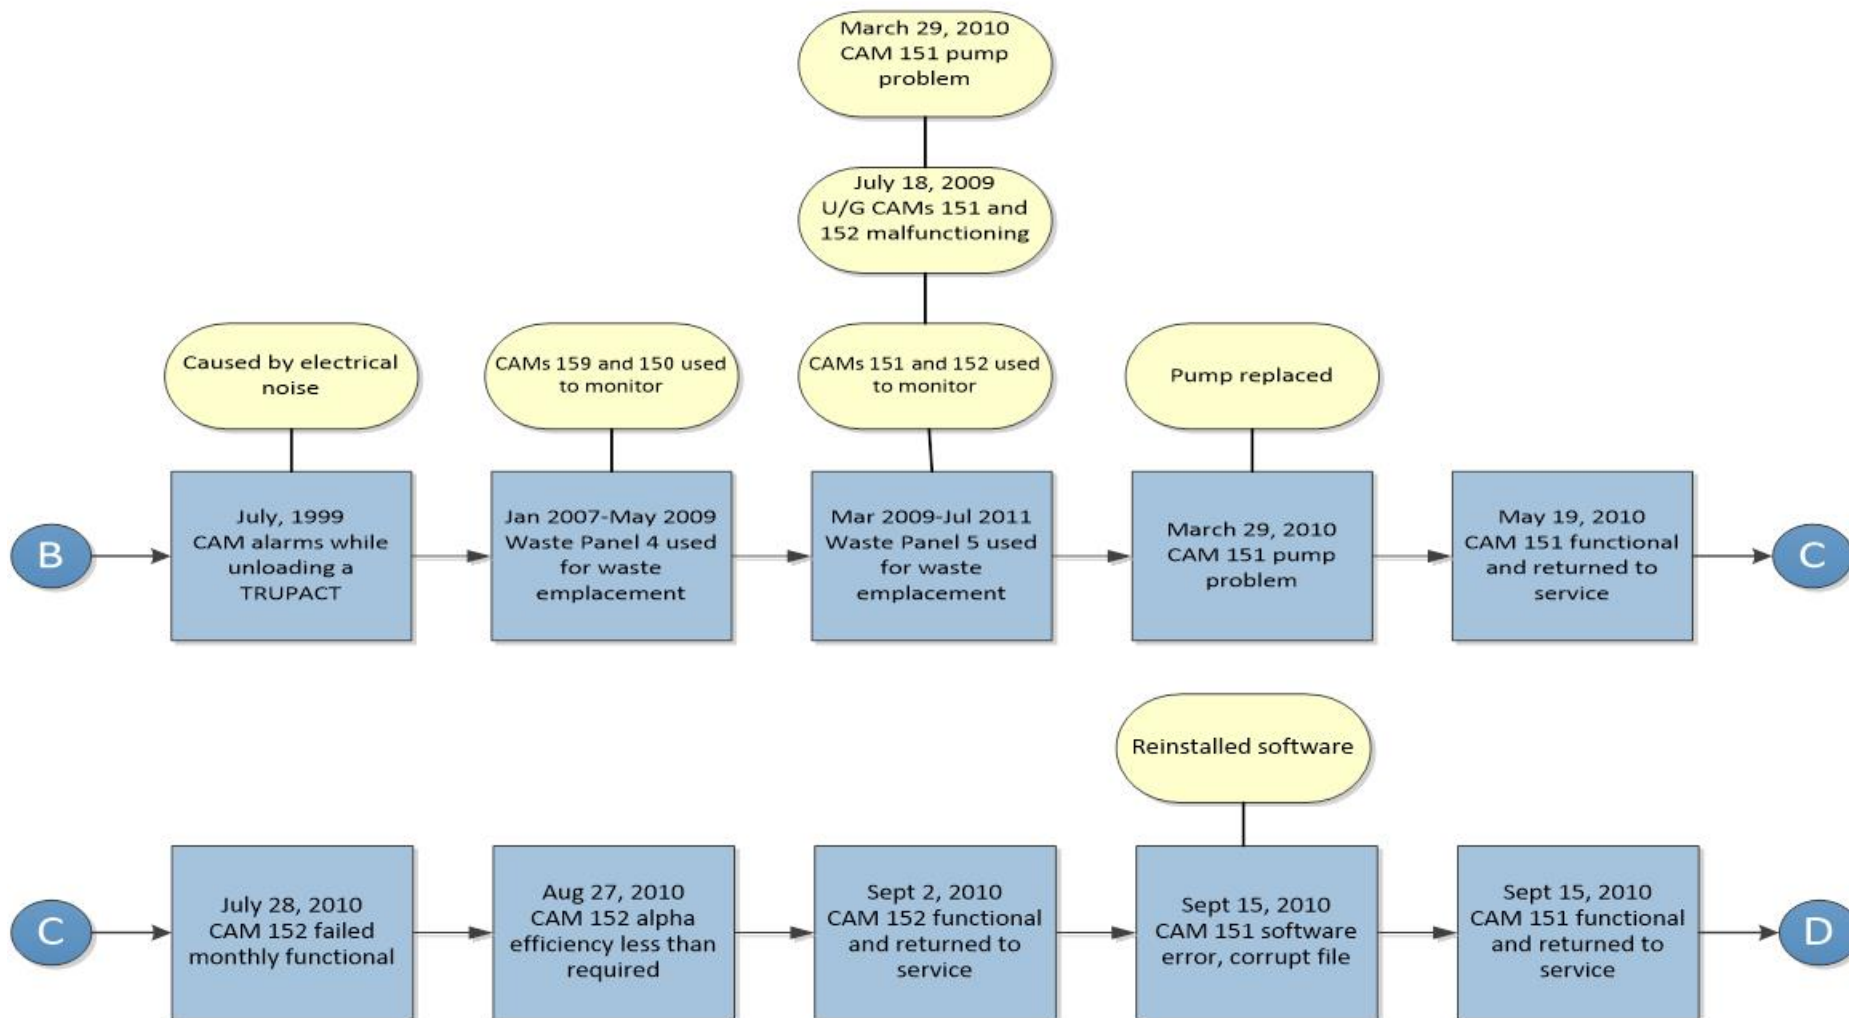 March 29, 2010
CAM 151 pump
problem
July 18, 2009
U/G CAMs 151 and
152 malfunctioning
Caused by electrical
noise
CAMs 159 and 150 used
to monitor
CAMs 151 and 152 used
to monitor
Pump replaced
B
July, 1999
CAM alarms while
unloading a
TRUPACT
Jan 2007-May 2009
Waste Panel 4 used
for waste
emplacement
Mar 2009-Jul 2011
Waste Panel 5 used
for waste
emplacement
March 29, 2010
CAM 151 pump
problem
May 19, 2010
CAM 151 functional
and returned to
service
C
Reinstalled software
C
July 28, 2010
CAM 152 failed
monthly functional
Aug 27, 2010
CAM 152 alpha
efficiency less than
required
Sept 2, 2010
CAM 152 functional
and returned to
service
Sept 15, 2010
CAM 151 software
error, corrupt file
Sept 15, 2010
CAM 151 functional
and returned to
service
D